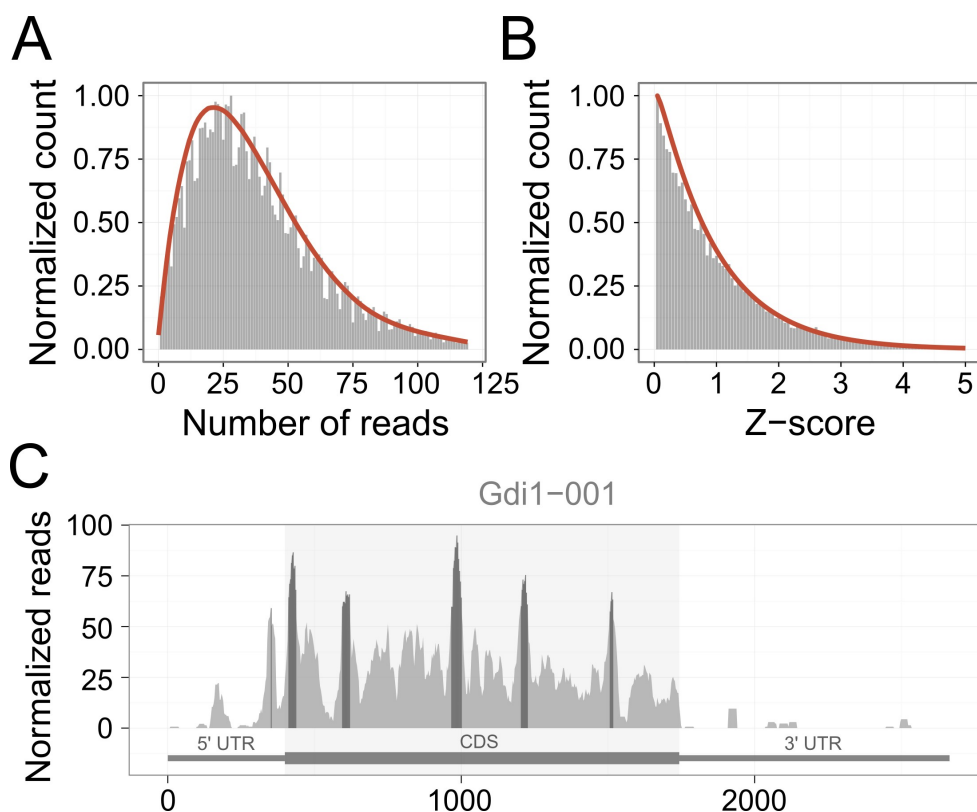 A
Normalized count
1.00
0.75
0.50
0.25
0.00
0 25 50 75 100 125
Number of reads
B
Normalized count
1.00
0.75
0.50
0.25
0.00
0 1 2 3 4 5
Z−score
C
Gdi1−001
Normalized reads
100
75
50
25
0
5' UTR CDS 3' UTR
0 1000 2000